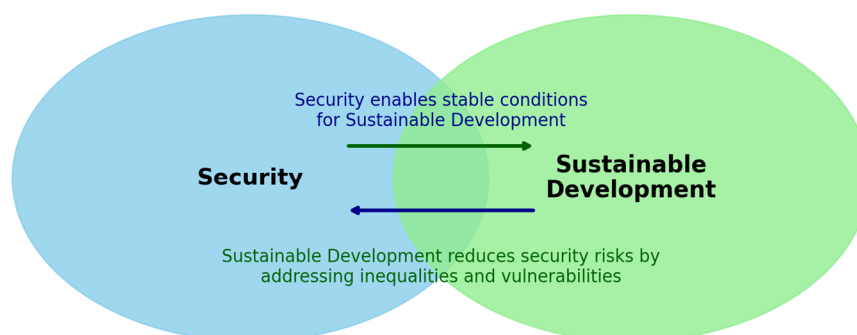 Security enables stable conditions
for Sustainable Development
Security
Sustainable
Development
Sustainable Development reduces security risks by
addressing inequalities and vulnerabilities